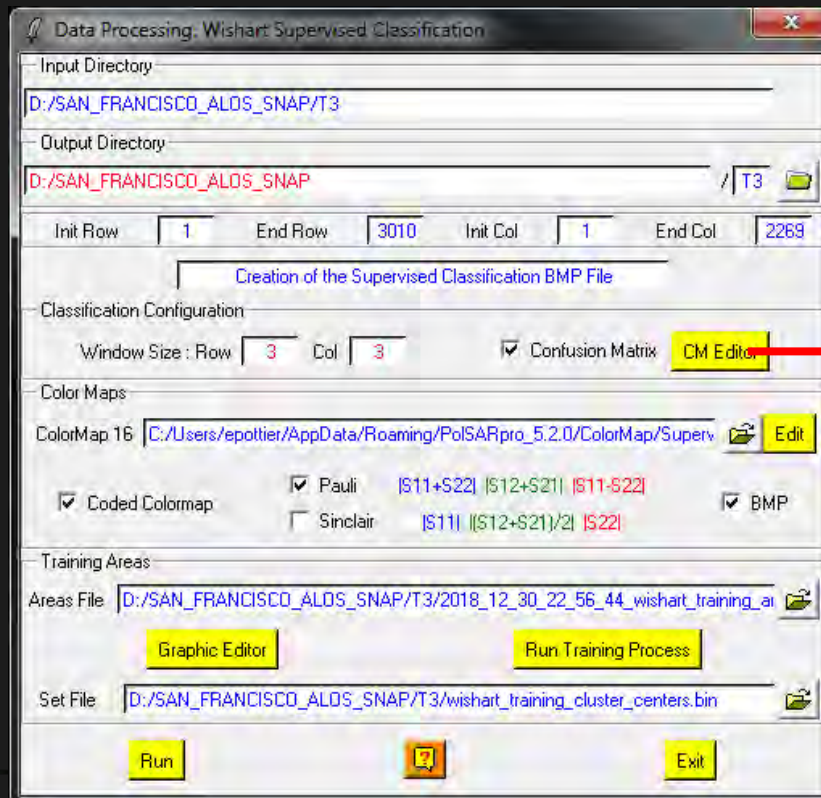 Data Processing: Wishart Supervised Classification
Input Directory
D:/SAN_FRANCISCO_ALOS_SNAP/T3
Output Directory
D:/SAN_FRANCISCO_ALOS_SNAP / T3
Init Row 1 End Row 3010 Init Col 1 End Col 2269
Creation of the Supervised Classification BMP File
Classification Configuration
Window Size : Row 3 Col 3 Confusion Matrix CM Editor
Color Maps
ColorMap 16 C:/Users/epottier/AppData/Roaming/PolSARpro_5.2.0/ColorMap/Superv Edit
Coded Colormap
Pauli |S11+S22| |S12+S21| |S11-S22|
BMP
Sinclair |S11| |(S12+S21)/2| |S22|
Training Areas
Areas File D:/SAN_FRANCISCO_ALOS_SNAP/T3/2018_12_30_22_56_44_wishart_training_ar
Graphic Editor Run Training Process
Set File D:/SAN_FRANCISCO_ALOS_SNAP/T3/wishart_training_cluster_centers.bin
Run ? Exit